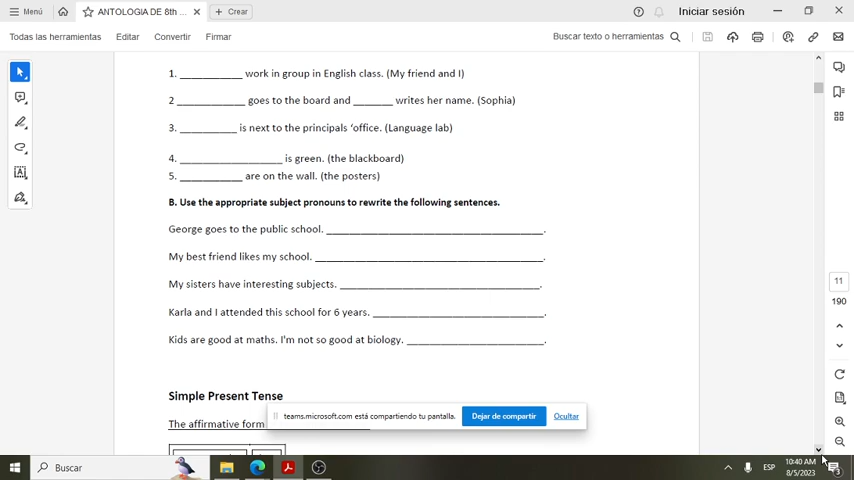 Menú
ANTOLOGIA DE 8th ...
Crear
Iniciar sesión
Todas las herramientas Editar Convertir Firmar
Buscar texto o herramientas
1. ___________ work in group in English class. (My friend and I)
2 ____________ goes to the board and _______ writes her name. (Sophia)
3. __________ is next to the principals ‘office. (Language lab)
4. __________________ is green. (the blackboard)
5. ___________ are on the wall. (the posters)
B. Use the appropriate subject pronouns to rewrite the following sentences.
George goes to the public school. ______________________________________.
My best friend likes my school. ________________________________________.
My sisters have interesting subjects. ___________________________________.
Karla and I attended this school for 6 years. ______________________________.
Kids are good at maths. I'm not so good at biology. ________________________.
11
190
Simple Present Tense
teams.microsoft.com está compartiendo tu pantalla. Dejar de compartir Ocultar
The affirmative form
Buscar
ESP
10:40 AM
8/5/2023
3